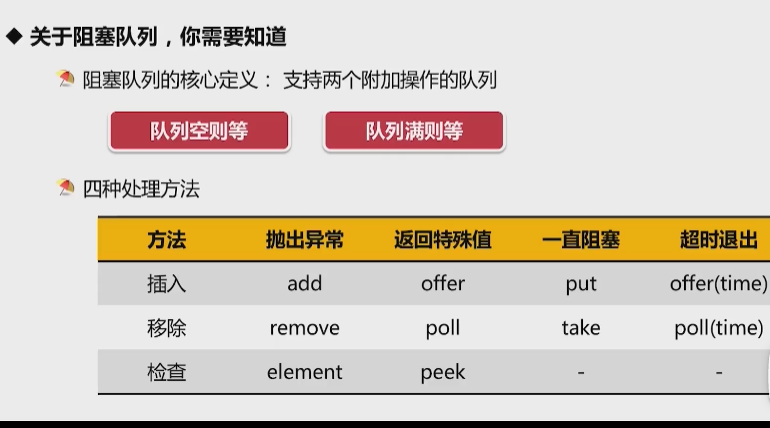 关于阻塞队列，你需要知道
阻塞队列的核心定义： 支持两个附加操作的队列
队列空则等 队列满则等
四种处理方法
方法 抛出异常 返回特殊值 一直阻塞 超时退出
插入 add offer put offer(time)
移除 remove poll take poll(time)
检查 element peek - -